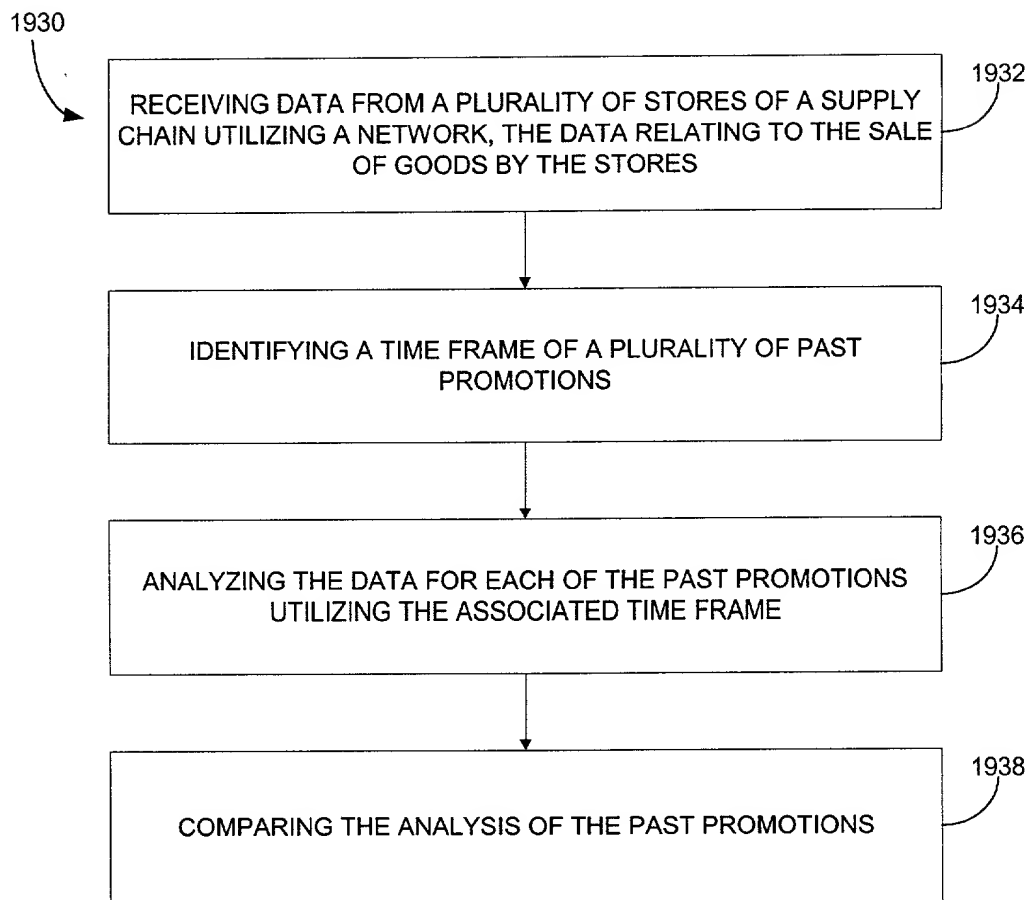 1930
1932
RECEIVING DATA FROM A PLURALITY OF STORES OF A SUPPLY
CHAIN UTILIZING A NETWORK, THE DATA RELATING TO THE SALE
OF GOODS BY THE STORES
1934
IDENTIFYING A TIME FRAME OF A PLURALITY OF PAST
PROMOTIONS
1936
ANALYZING THE DATA FOR EACH OF THE PAST PROMOTIONS
UTILIZING THE ASSOCIATED TIME FRAME
1938
COMPARING THE ANALYSIS OF THE PAST PROMOTIONS